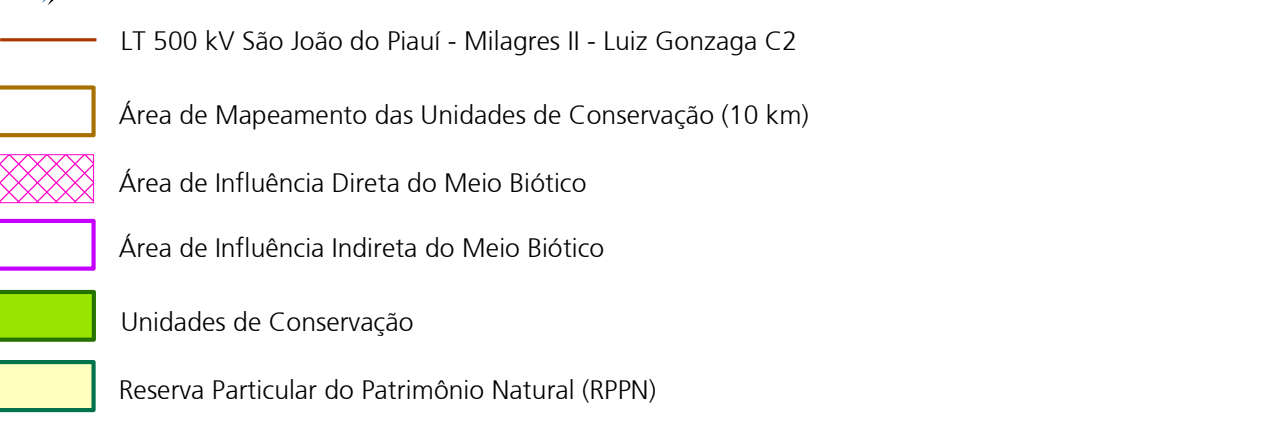 LT 500 kV São João do Piauí - Milagres II - Luiz Gonzaga C2
Área de Mapeamento das Unidades de Conservação (10 km)
Área de Influência Direta do Meio Biótico
Área de Influência Indireta do Meio Biótico
Unidades de Conservação
Reserva Particular do Patrimônio Natural (RPPN)